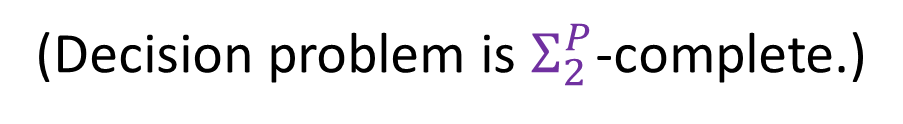 (Decision problem is Σ₂ᴾ-complete.)